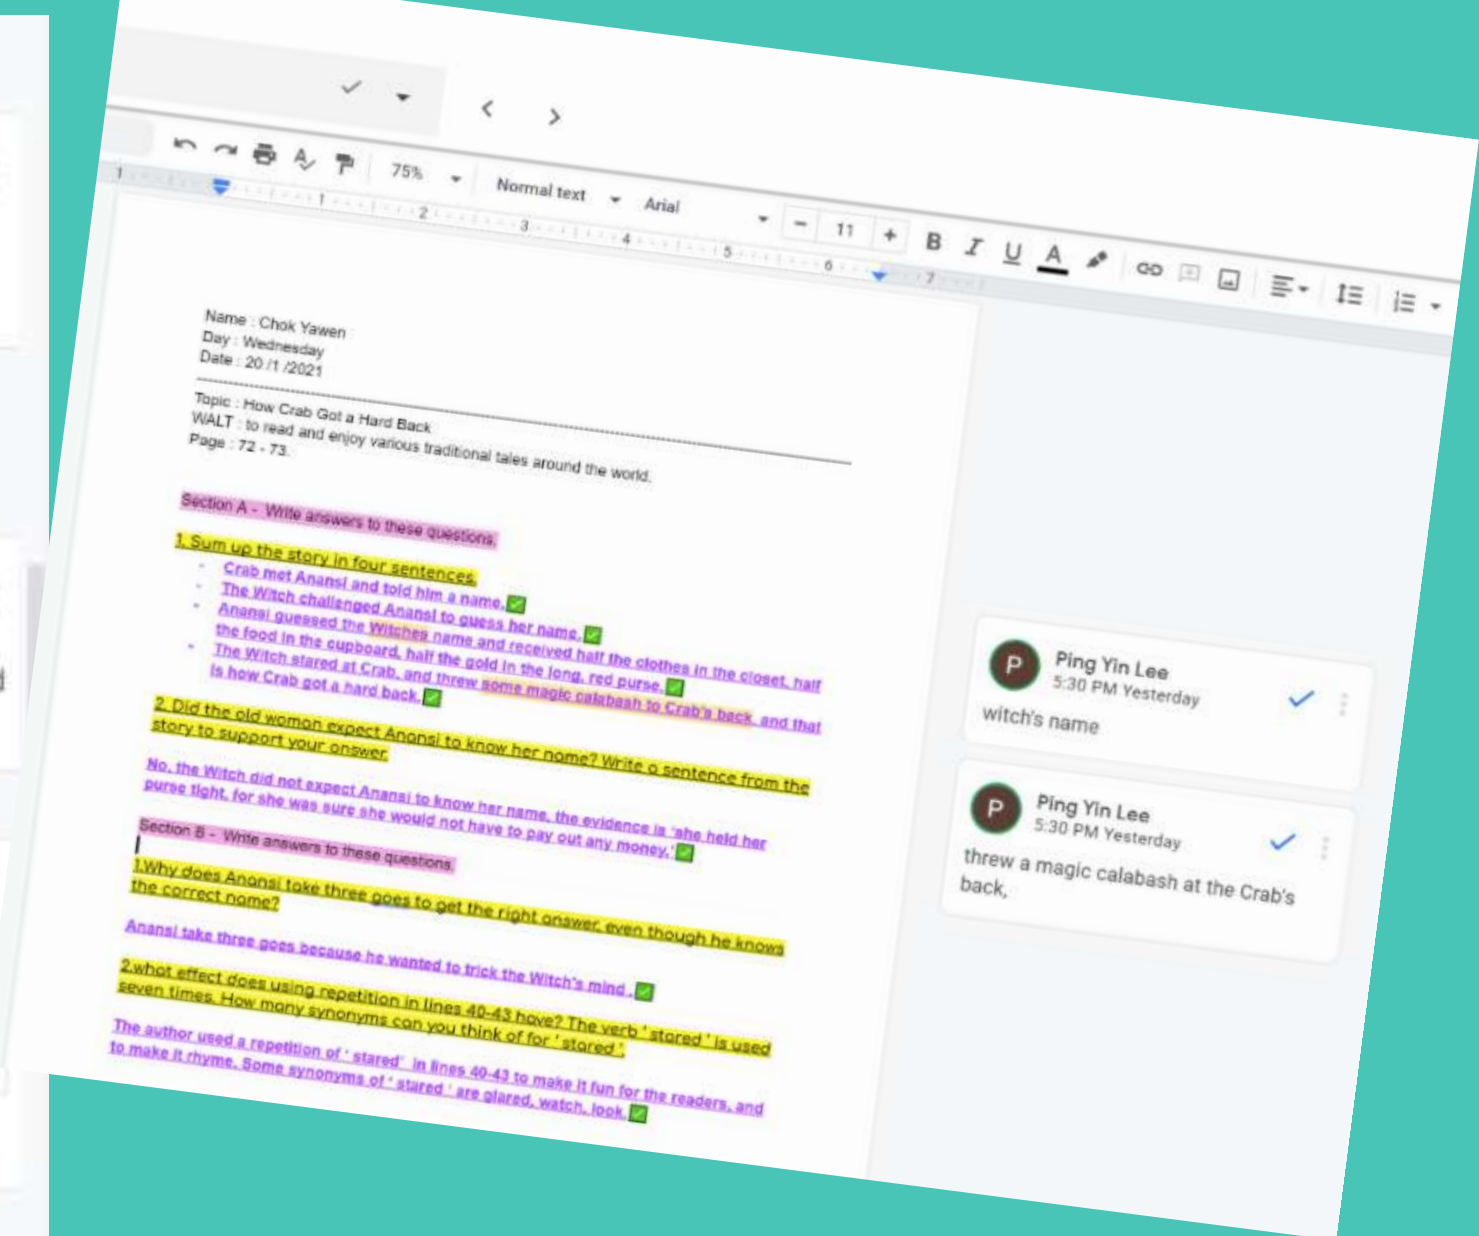 75%
Normal text
Arial
11
B I U A
1 1 2 3 4 5 6 7
Name : Chok Yawen
Day : Wednesday
Date : 20 /1 /2021
Topic : How Crab Got a Hard Back
WALT : to read and enjoy various traditional tales around the world.
Page : 72 - 73.
Section A - Write answers to these questions.
1. Sum up the story in four sentences.
- Crab met Anansi and told him a name.
- The Witch challenged Anansi to guess her name.
- Anansi guessed the Witches name and received half the clothes in the closet, half
the food in the cupboard, half the gold in the long, red purse.
- The Witch stared at Crab, and threw some magic calabash to Crab's back, and that
is how Crab got a hard back.
2. Did the old woman expect Anansi to know her name? Write a sentence from the
story to support your answer.
No, the Witch did not expect Anansi to know her name, the evidence is 'she held her
purse tight, for she was sure she would not have to pay out any money.'
Section B - Write answers to these questions.
1.Why does Anansi take three goes to get the right answer, even though he knows
the correct name?
Anansi take three goes because he wanted to trick the Witch's mind .
2.what effect does using repetition in lines 40-43 have? The verb ' stared ' is used
seven times. How many synonyms can you think of for ' stared '.
The author used a repetition of ' stared' in lines 40-43 to make it fun for the readers, and
to make it rhyme. Some synonyms of ' stared ' are glared, watch, look.
P
Ping Yin Lee
5:30 PM Yesterday
witch's name
P
Ping Yin Lee
5:30 PM Yesterday
threw a magic calabash at the Crab's
back,